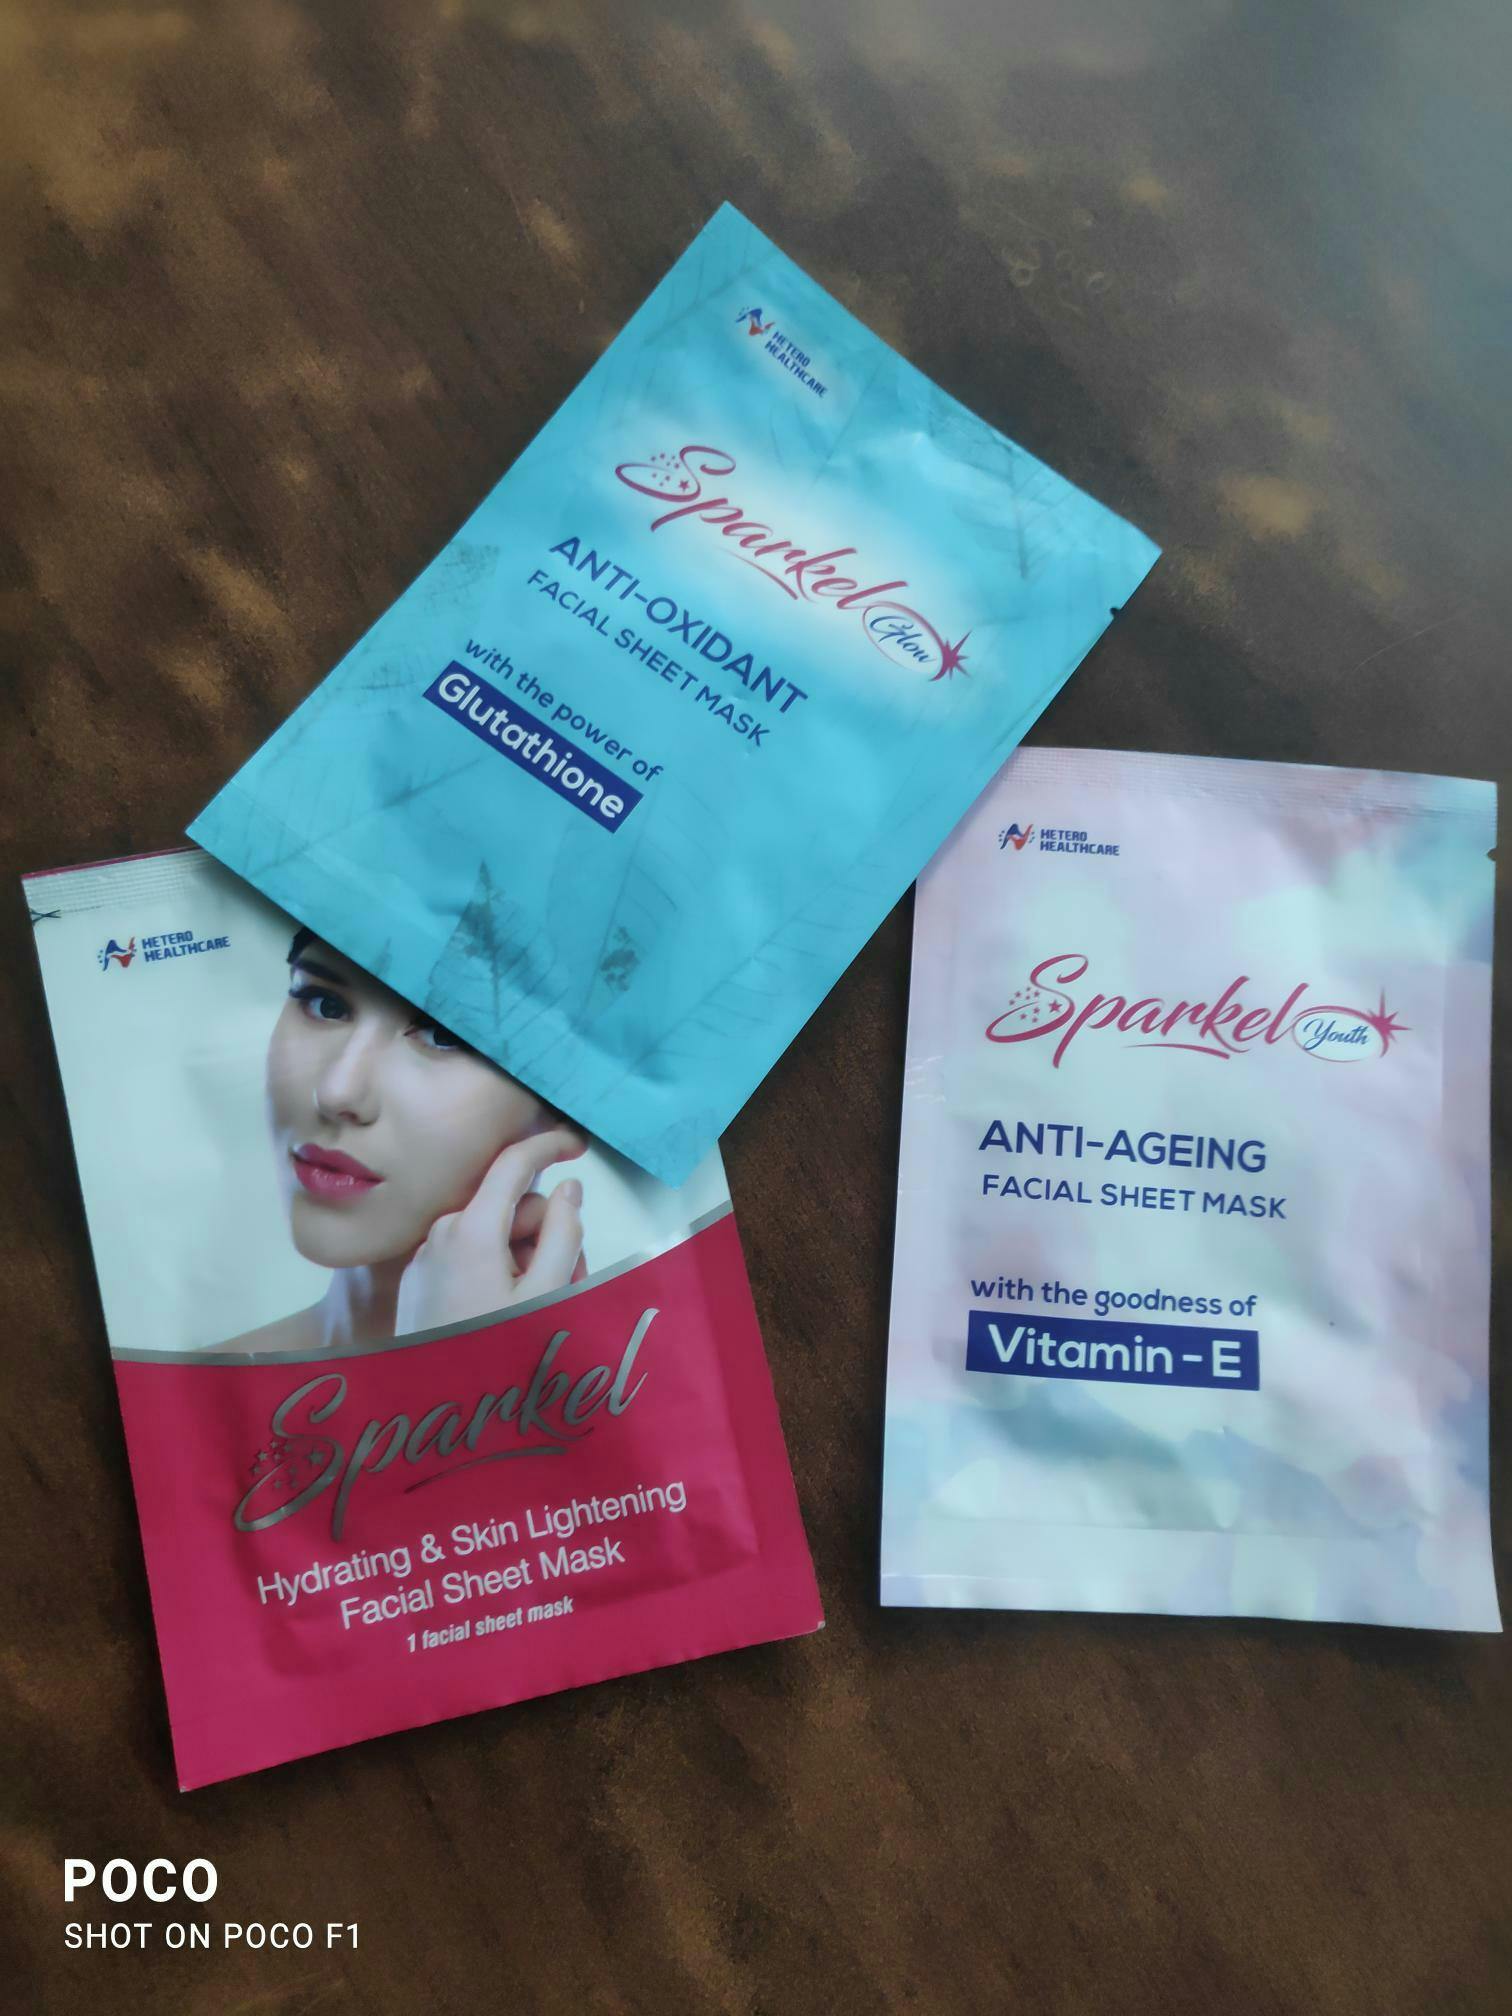 HETERO
HEALTHCARE
Sparkel Glow
ANTI-OXIDANT
FACIAL SHEET MASK
with the power of
Glutathione
HETERO
HEALTHCARE
Sparkel Youth
ANTI-AGEING
FACIAL SHEET MASK
with the goodness of
Vitamin - E
HETERO
HEALTHCARE
Sparkel
Hydrating & Skin Lightening
Facial Sheet Mask
1 facial sheet mask
POCO
SHOT ON POCO F1